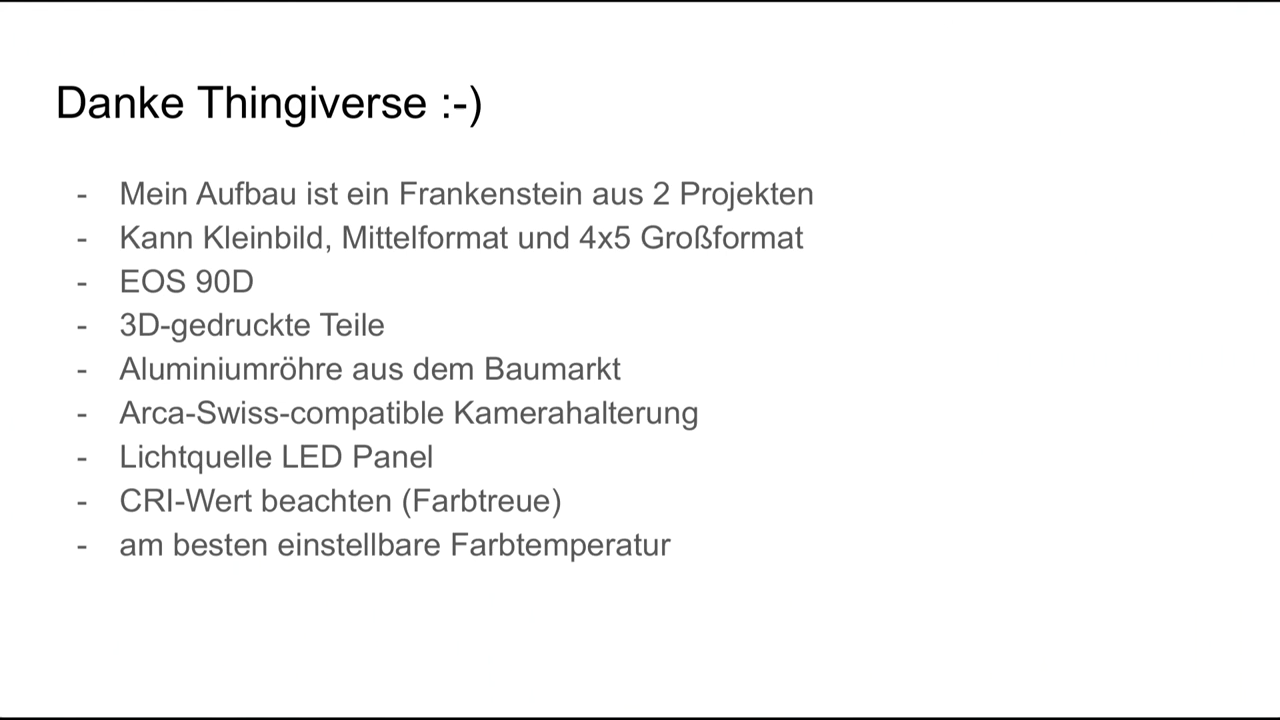 Danke Thingiverse :-)
- Mein Aufbau ist ein Frankenstein aus 2 Projekten
- Kann Kleinbild, Mittelformat und 4x5 Großformat
- EOS 90D
- 3D-gedruckte Teile
- Aluminiumröhre aus dem Baumarkt
- Arca-Swiss-compatible Kamerahalterung
- Lichtquelle LED Panel
- CRI-Wert beachten (Farbtreue)
- am besten einstellbare Farbtemperatur